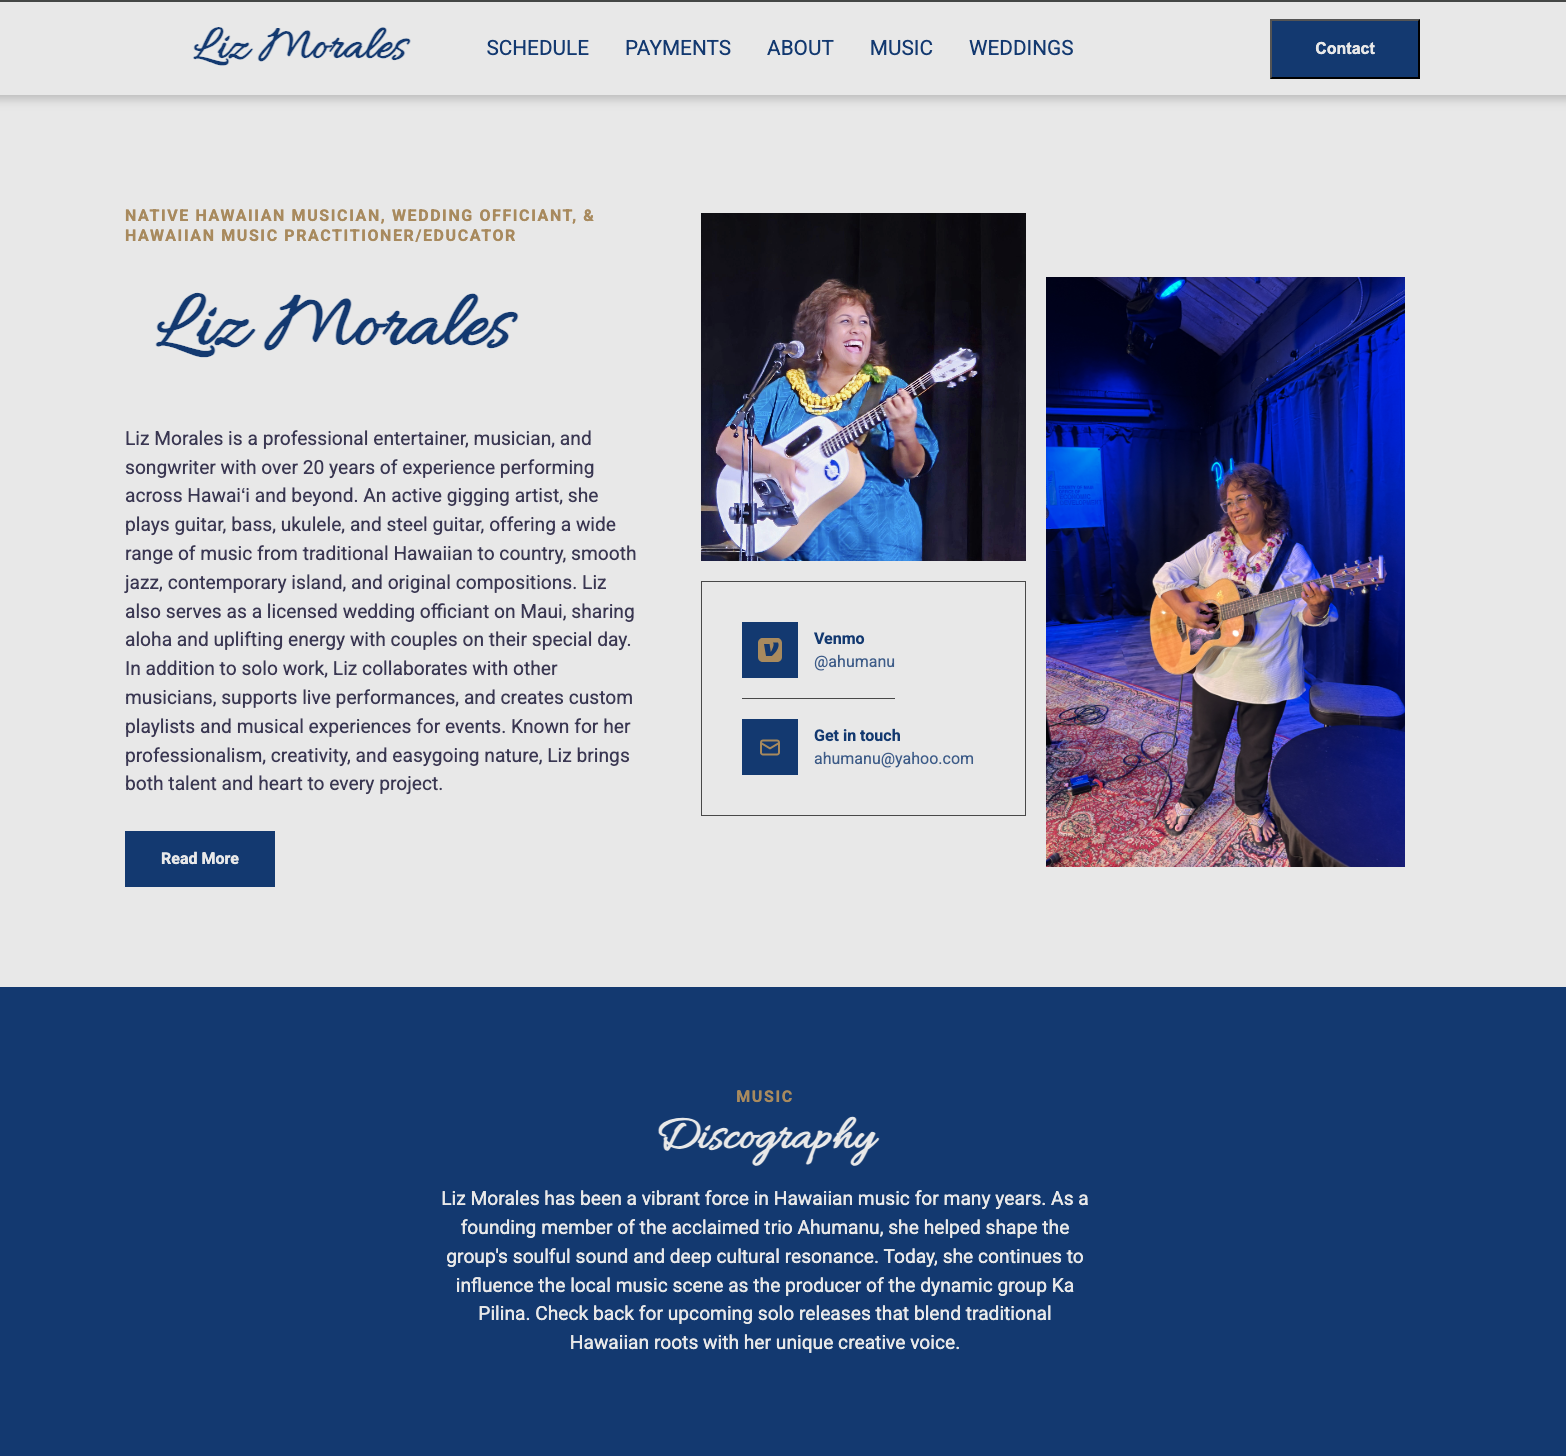 Liz Morales
SCHEDULE PAYMENTS ABOUT MUSIC WEDDINGS
Contact
NATIVE HAWAIIAN MUSICIAN, WEDDING OFFICIANT, &
HAWAIIAN MUSIC PRACTITIONER/EDUCATOR
Liz Morales
Liz Morales is a professional entertainer, musician, and
songwriter with over 20 years of experience performing
across Hawaiʻi and beyond. An active gigging artist, she
plays guitar, bass, ukulele, and steel guitar, offering a wide
range of music from traditional Hawaiian to country, smooth
jazz, contemporary island, and original compositions. Liz
also serves as a licensed wedding officiant on Maui, sharing
aloha and uplifting energy with couples on their special day.
In addition to solo work, Liz collaborates with other
musicians, supports live performances, and creates custom
playlists and musical experiences for events. Known for her
professionalism, creativity, and easygoing nature, Liz brings
both talent and heart to every project.
Read More
Venmo
@ahumanu
Get in touch
ahumanu@yahoo.com
MUSIC
Discography
Liz Morales has been a vibrant force in Hawaiian music for many years. As a
founding member of the acclaimed trio Ahumanu, she helped shape the
group's soulful sound and deep cultural resonance. Today, she continues to
influence the local music scene as the producer of the dynamic group Ka
Pilina. Check back for upcoming solo releases that blend traditional
Hawaiian roots with her unique creative voice.